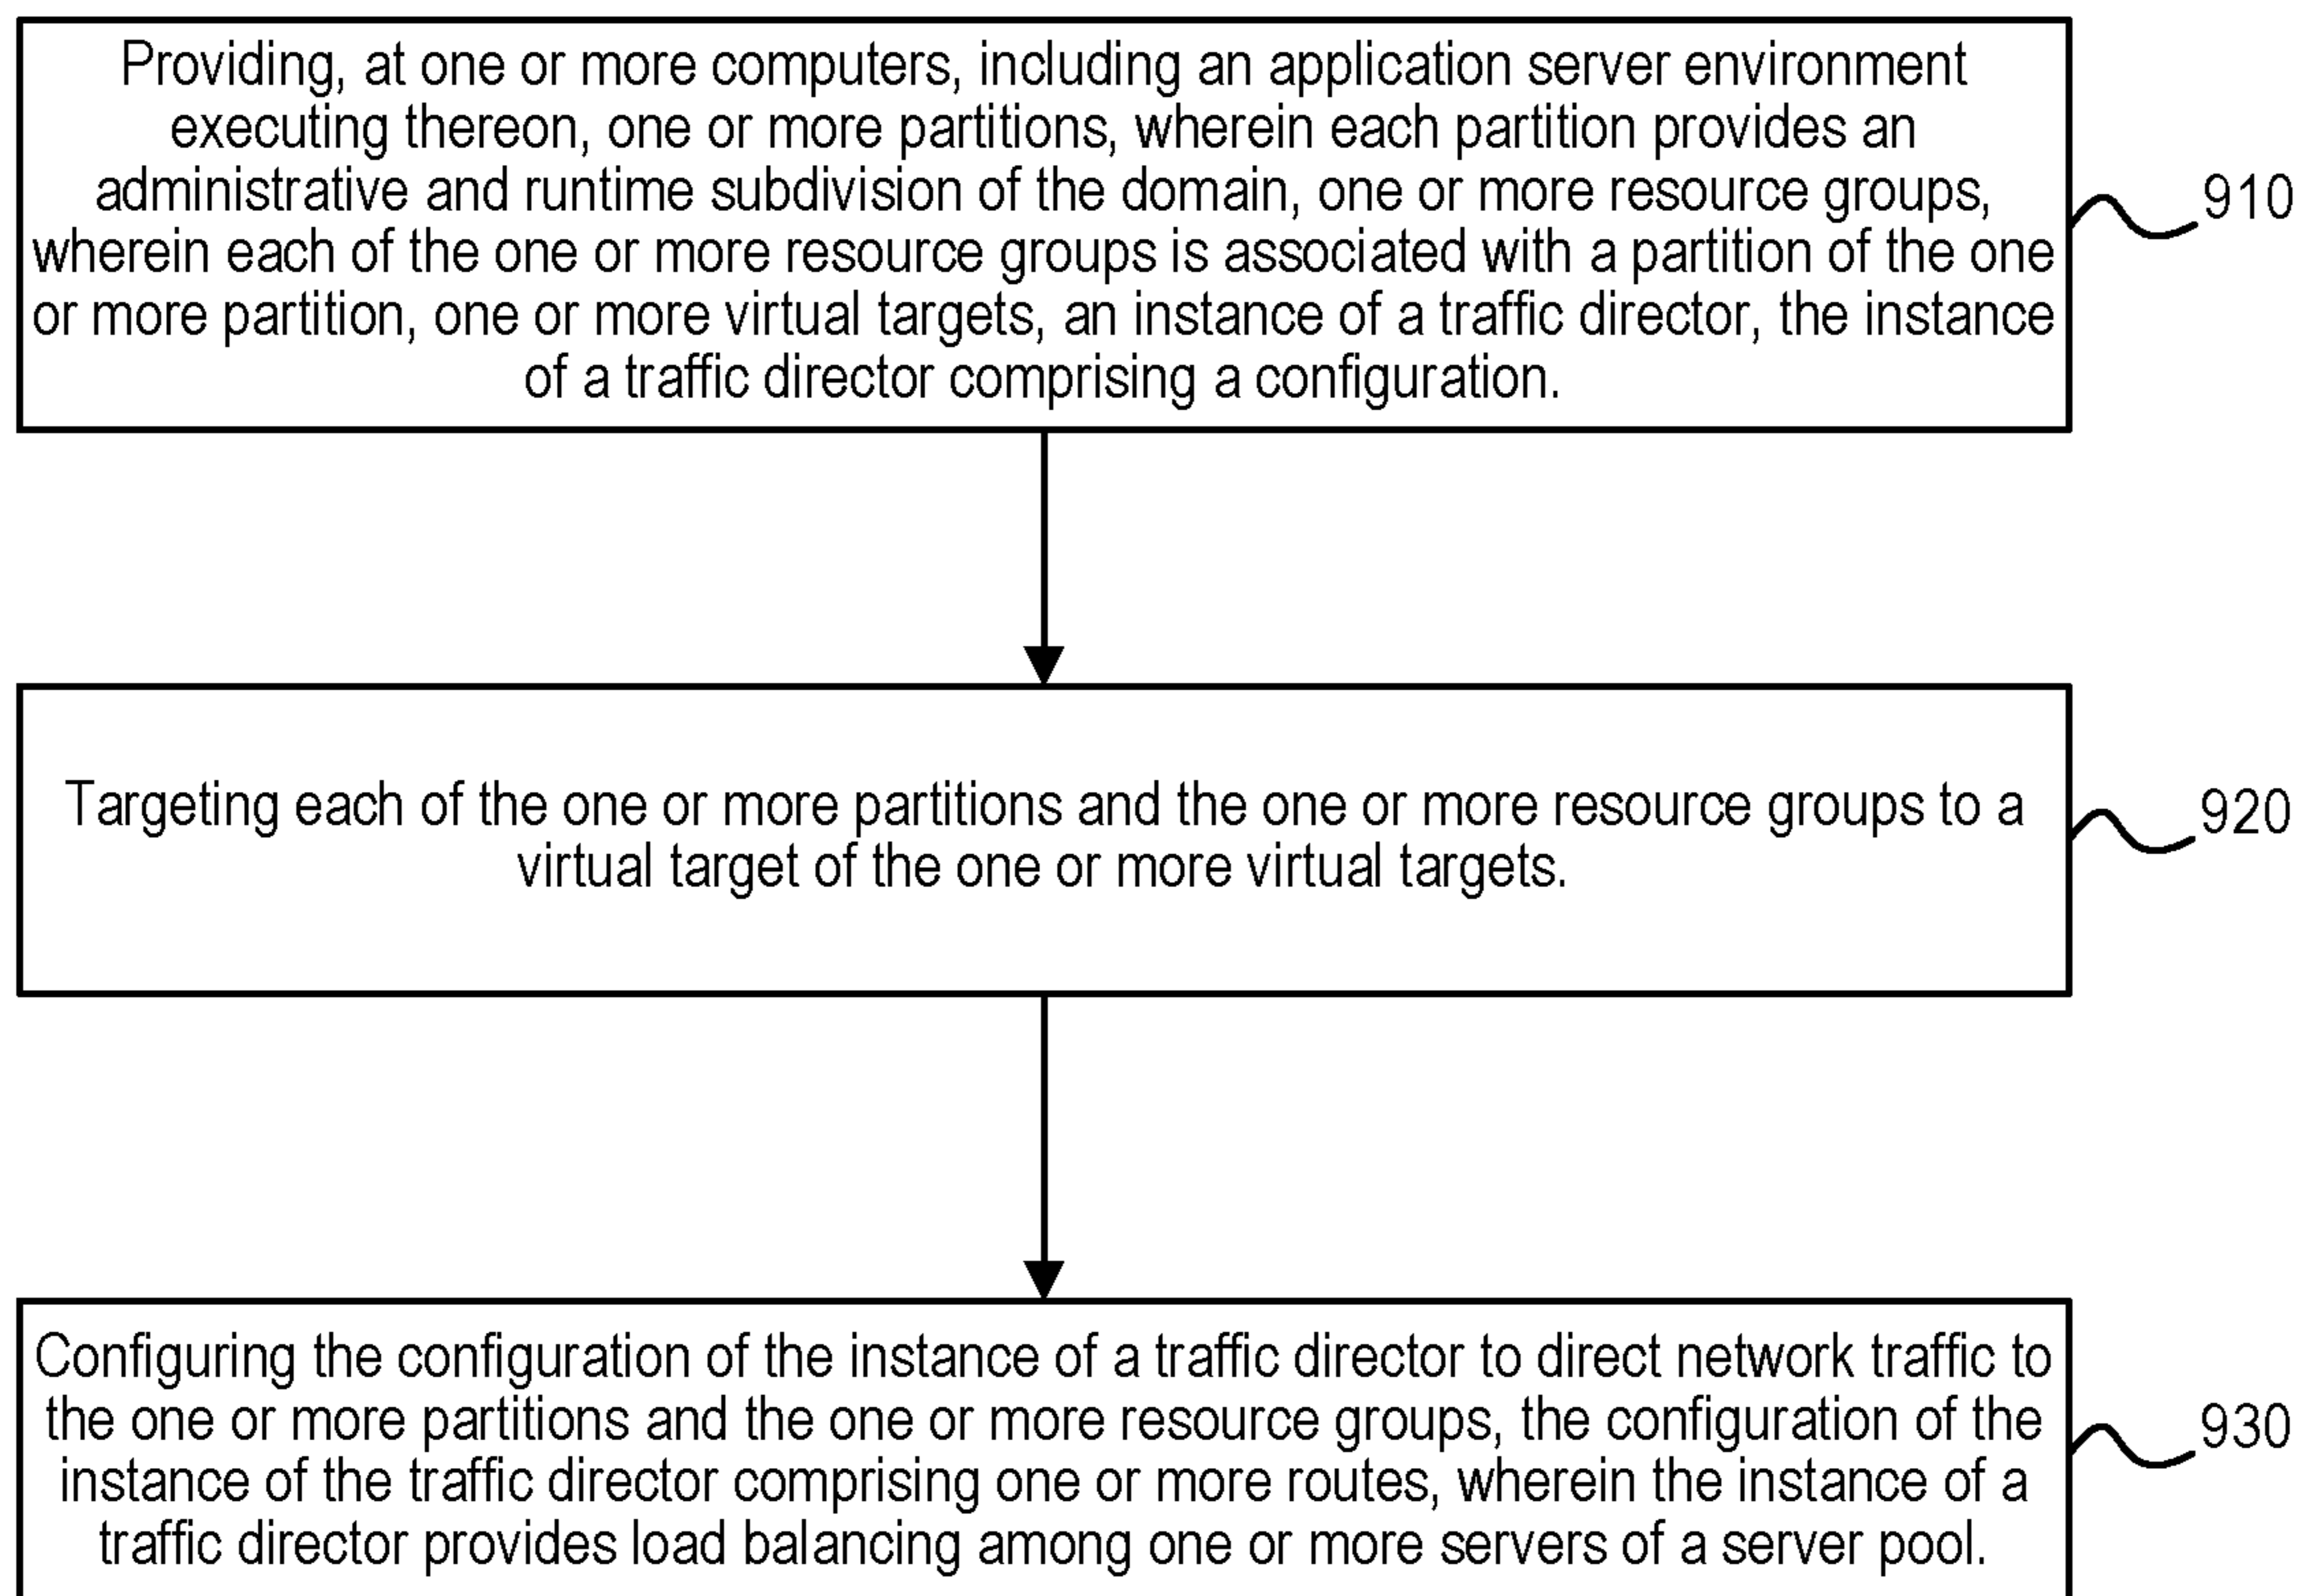 Providing, at one or more computers, including an application server environment
executing thereon, one or more partitions, wherein each partition provides an
administrative and runtime subdivision of the domain, one or more resource groups,
wherein each of the one or more resource groups is associated with a partition of the one
or more partition, one or more virtual targets, an instance of a traffic director, the instance
of a traffic director comprising a configuration.
910
Targeting each of the one or more partitions and the one or more resource groups to a
virtual target of the one or more virtual targets.
920
Configuring the configuration of the instance of a traffic director to direct network traffic to
the one or more partitions and the one or more resource groups, the configuration of the
instance of the traffic director comprising one or more routes, wherein the instance of a
traffic director provides load balancing among one or more servers of a server pool.
930